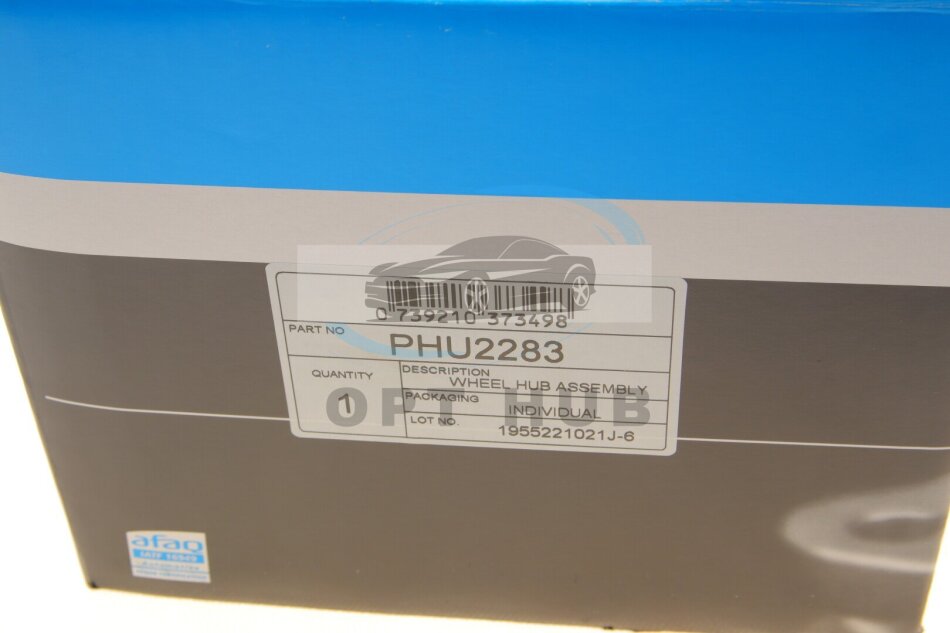 0 739210 373498
PART NO
PHU2283
QUANTITY
1
DESCRIPTION
WHEEL HUB ASSEMBLY
PACKAGING
INDIVIDUAL
LOT NO.
1955221021J-6
OPT HUB
afaq
IATF 16949